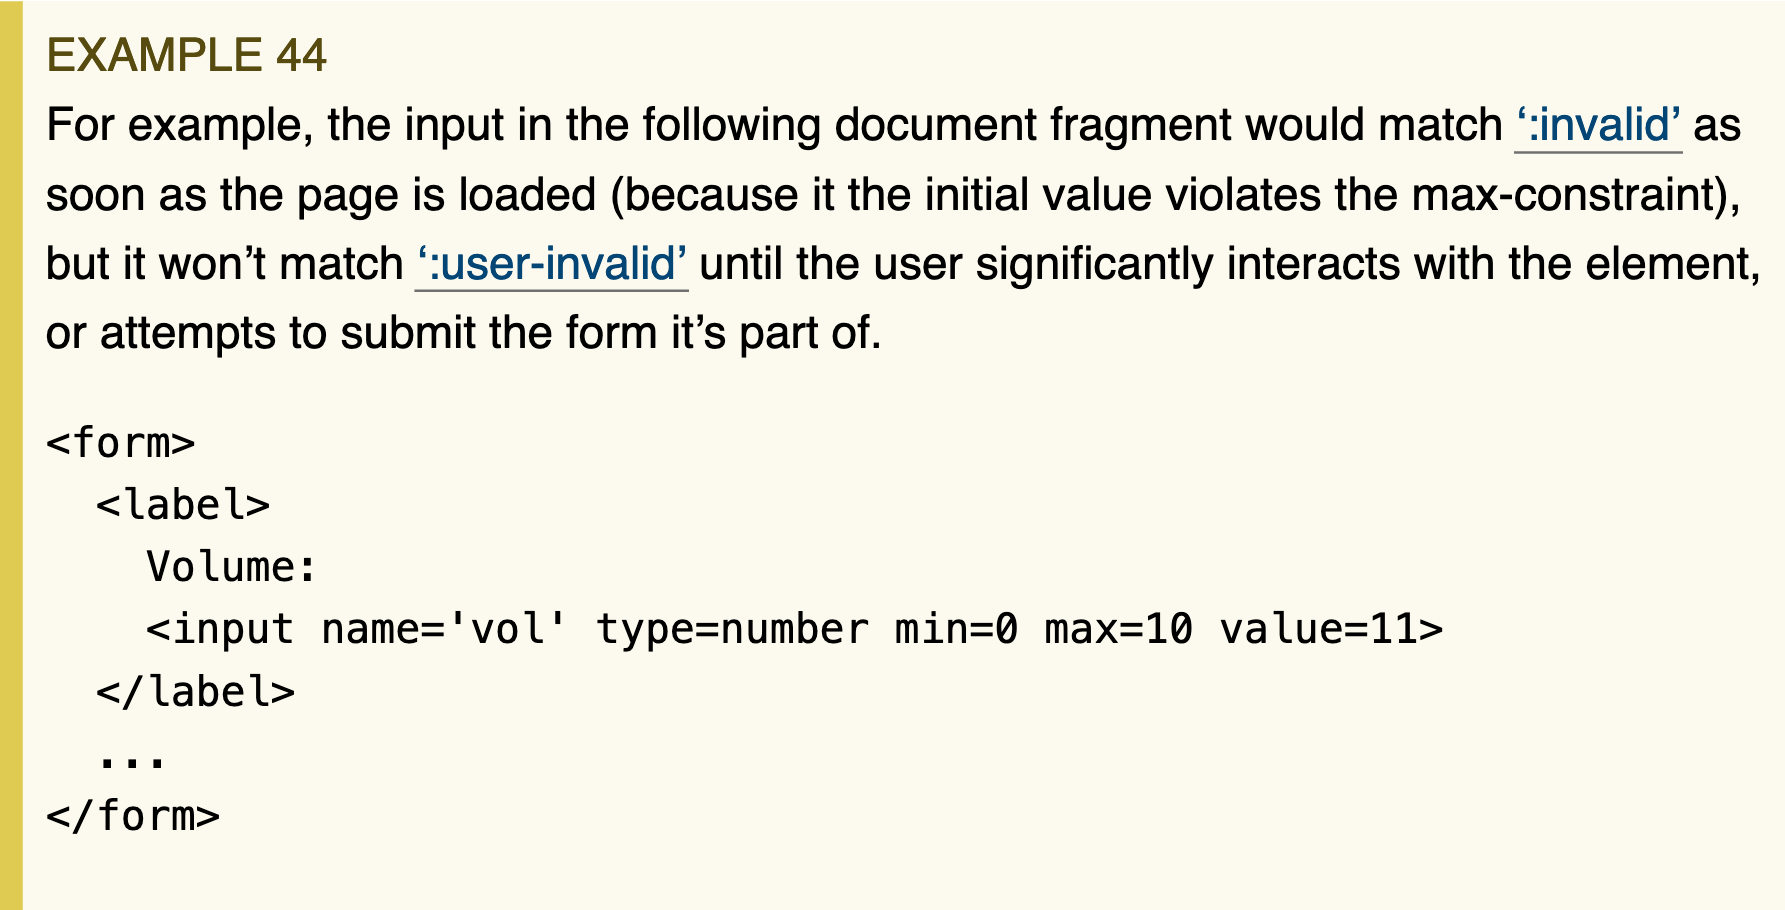 EXAMPLE 44
For example, the input in the following document fragment would match ‘:invalid’ as
soon as the page is loaded (because it the initial value violates the max-constraint),
but it won’t match ‘:user-invalid’ until the user significantly interacts with the element,
or attempts to submit the form it’s part of.
<form>
  <label>
    Volume:
    <input name='vol' type=number min=0 max=10 value=11>
  </label>
  ...
</form>